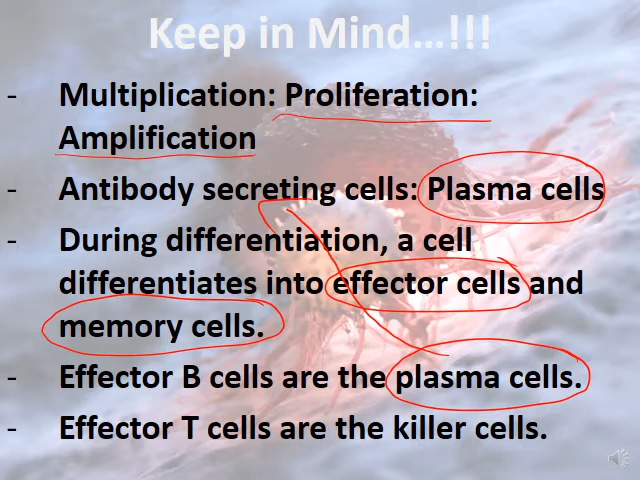 Keep in Mind…!!!
- Multiplication: Proliferation:
Amplification
- Antibody secreting cells: Plasma cells
- During differentiation, a cell
differentiates into effector cells and
memory cells.
- Effector B cells are the plasma cells.
- Effector T cells are the killer cells.